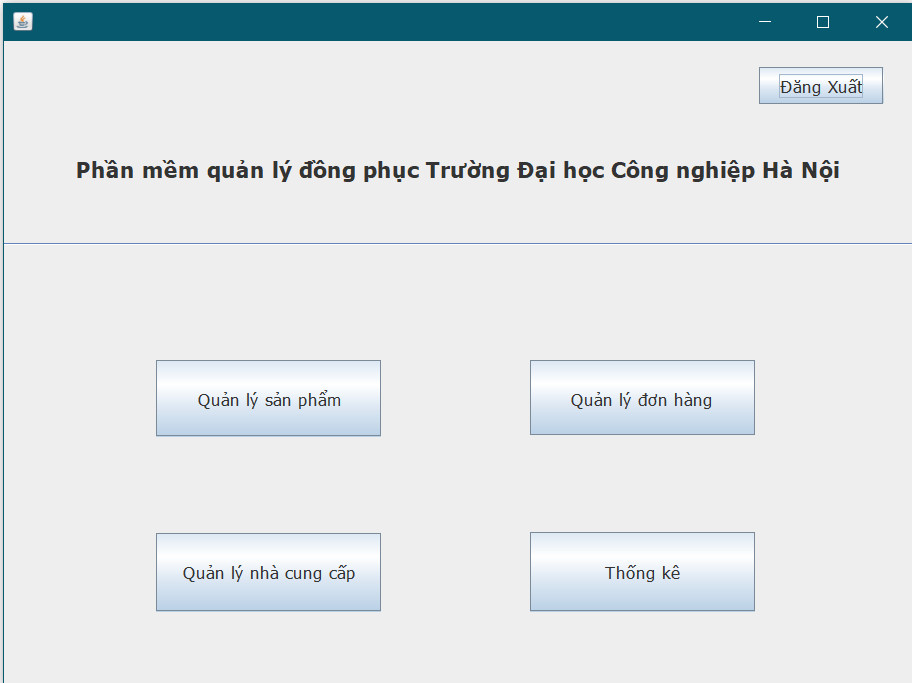 Đăng Xuất
Phần mềm quản lý đồng phục Trường Đại học Công nghiệp Hà Nội
Quản lý sản phẩm
Quản lý đơn hàng
Quản lý nhà cung cấp
Thống kê